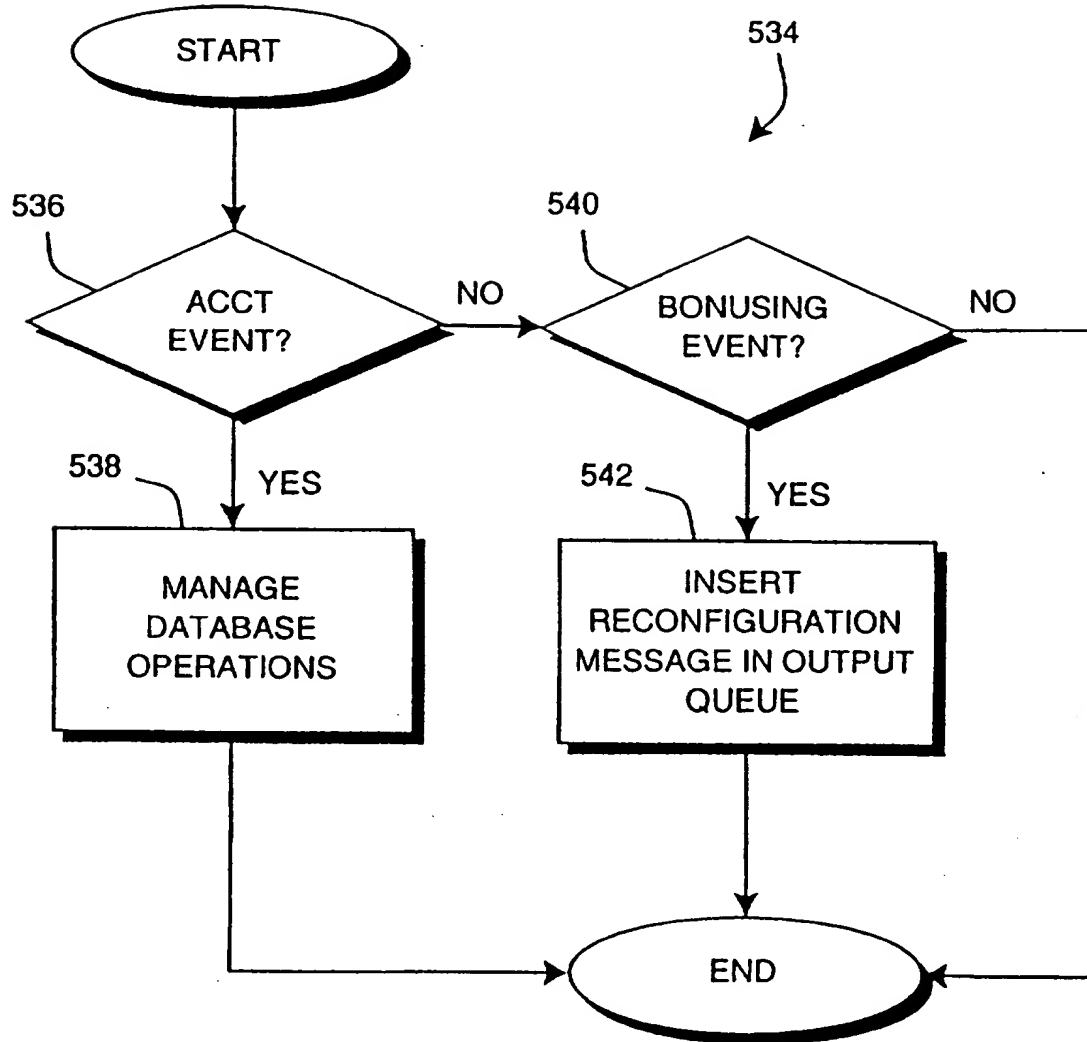 START
534
536
540
ACCT
EVENT?
NO
BONUSING
EVENT?
NO
538
YES
542
YES
MANAGE
DATABASE
OPERATIONS
INSERT
RECONFIGURATION
MESSAGE IN OUTPUT
QUEUE
END